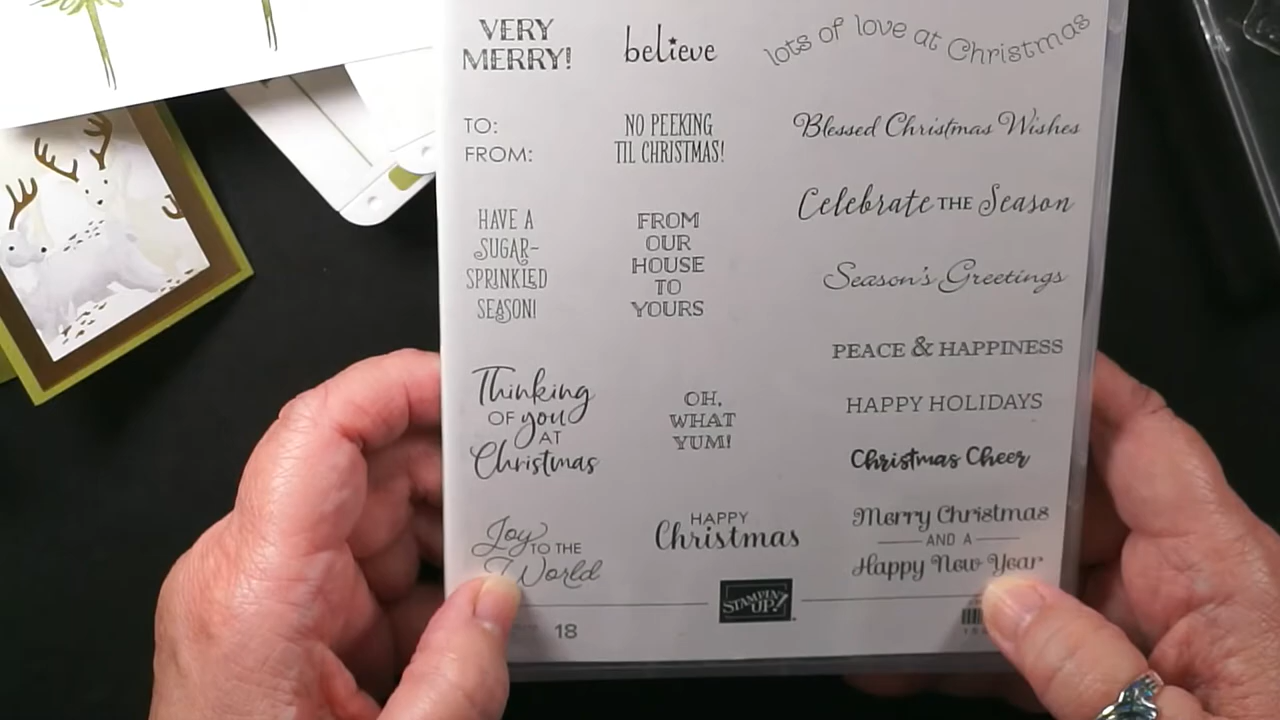 VERY
MERRY!
believe
lots of love at Christmas
TO:
FROM:
NO PEEKING
TIL CHRISTMAS!
Blessed Christmas Wishes
HAVE A
SUGAR-
SPRINKLED
SEASON!
FROM
OUR
HOUSE
TO
YOURS
Celebrate THE Season
Season's Greetings
PEACE & HAPPINESS
Thinking
OF you
AT
Christmas
OH,
WHAT
YUM!
HAPPY HOLIDAYS
Christmas Cheer
Joy TO THE
World
HAPPY
Christmas
Merry Christmas
AND A
Happy New Year
STAMPIN' UP!
18